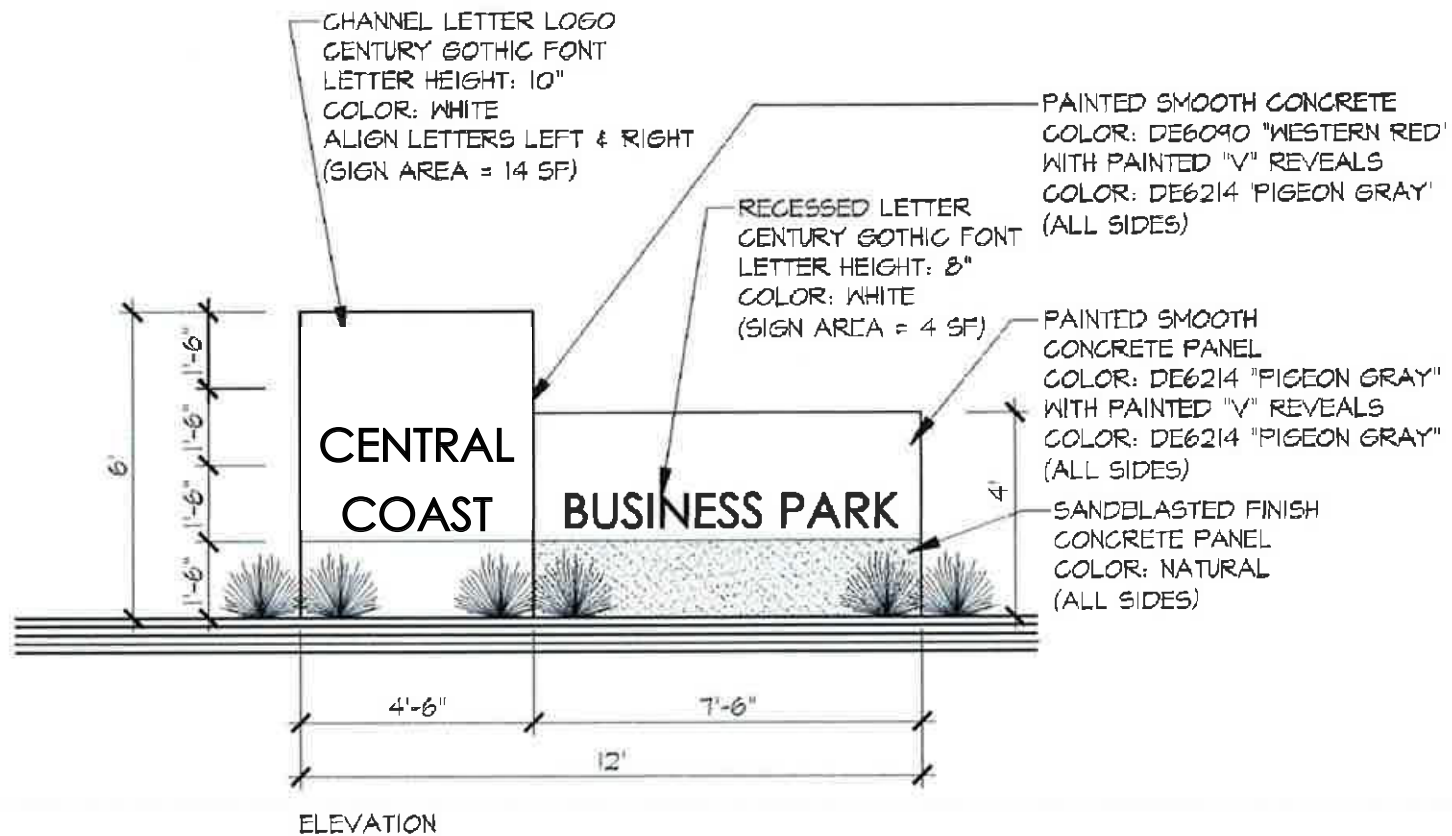 CHANNEL LETTER LOGO
CENTURY GOTHIC FONT
LETTER HEIGHT: 10"
COLOR: WHITE
ALIGN LETTERS LEFT & RIGHT
(SIGN AREA = 14 SF)
PAINTED SMOOTH CONCRETE
COLOR: DE6090 "WESTERN RED'
WITH PAINTED "V" REVEALS
COLOR: DE6214 'PIGEON GRAY'
(ALL SIDES)
RECESSED LETTER
CENTURY GOTHIC FONT
LETTER HEIGHT: 8"
COLOR: WHITE
(SIGN AREA = 4 SF)
PAINTED SMOOTH
CONCRETE PANEL
COLOR: DE6214 "PIGEON GRAY"
WITH PAINTED "V" REVEALS
COLOR: DE6214 "PIGEON GRAY"
(ALL SIDES)
SANDBLASTED FINISH
CONCRETE PANEL
COLOR: NATURAL
(ALL SIDES)
6'
1'-6"
1'-6"
1'-6"
1'-6"
CENTRAL
COAST
BUSINESS PARK
4'
4'-6"
7'-6"
12'
ELEVATION